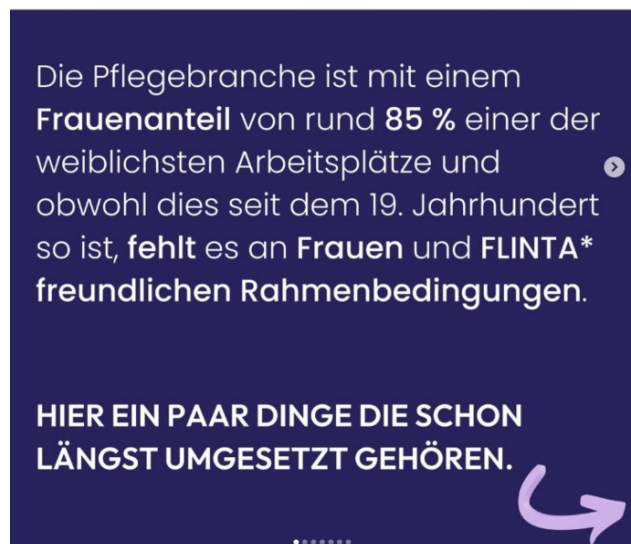 Die Pflegebranche ist mit einem
Frauenanteil von rund 85 % einer der
weiblichsten Arbeitsplätze und
obwohl dies seit dem 19. Jahrhundert
so ist, fehlt es an Frauen und FLINTA*
freundlichen Rahmenbedingungen.
HIER EIN PAAR DINGE DIE SCHON
LÄNGST UMGESETZT GEHÖREN.